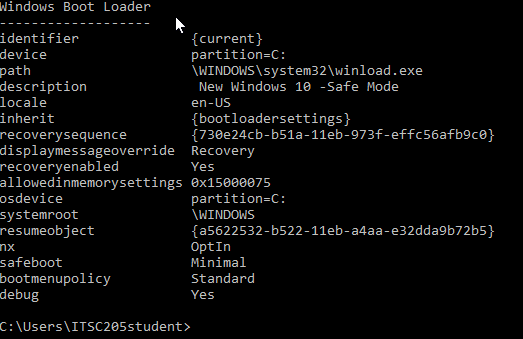 Windows Boot Loader
-------------------
identifier              {current}
device                  partition=C:
path                    \WINDOWS\system32\winload.exe
description              New Windows 10 -Safe Mode
locale                  en-US
inherit                 {bootloadersettings}
recoverysequence        {730e24cb-b51a-11eb-973f-effc56afb9c0}
displaymessageoverride  Recovery
recoveryenabled         Yes
allowedinmemorysettings 0x15000075
osdevice                partition=C:
systemroot              \WINDOWS
resumeobject            {a5622532-b522-11eb-a4aa-e32dda9b72b5}
nx                      OptIn
safeboot                Minimal
bootmenupolicy          Standard
debug                   Yes
C:\Users\ITSC205student>